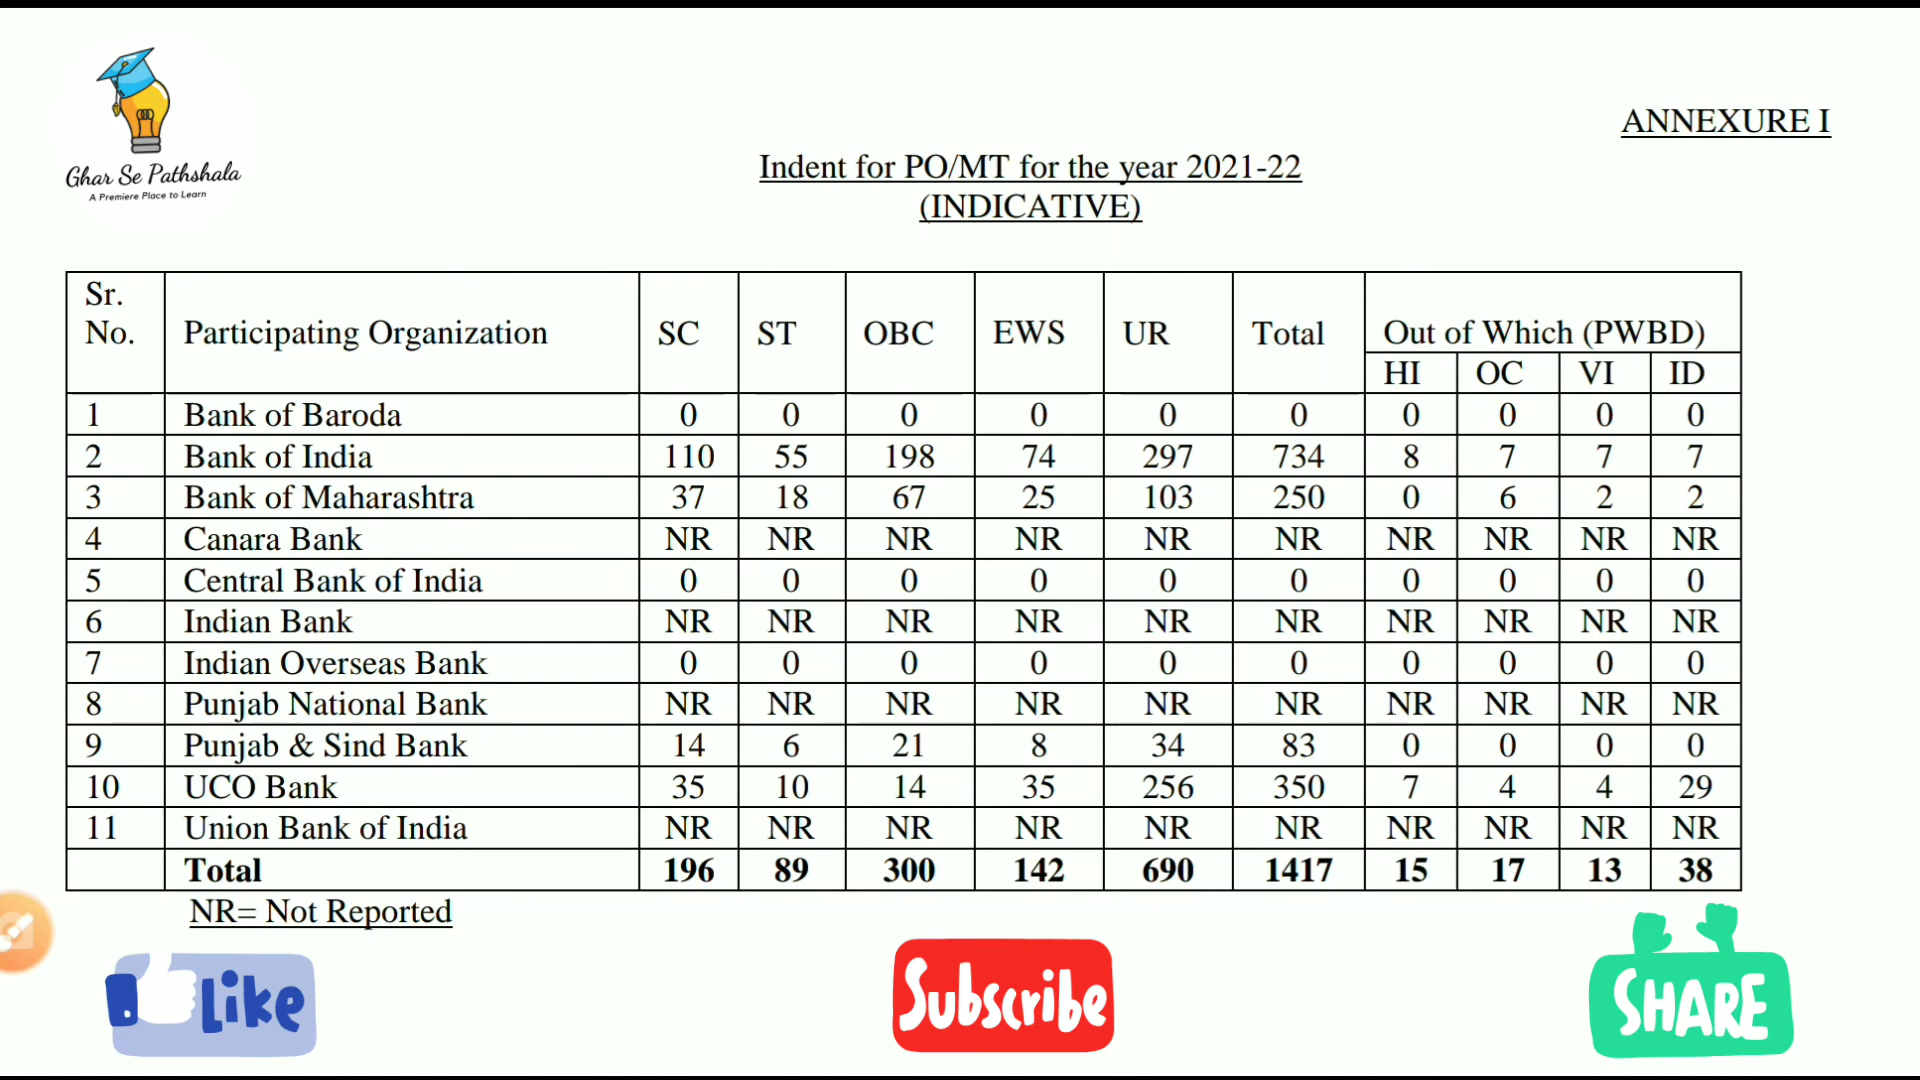 Ghar Se Pathshala
A Premiere Place to Learn
ANNEXURE I
Indent for PO/MT for the year 2021-22
(INDICATIVE)
Sr. No. Participating Organization SC ST OBC EWS UR Total Out of Which (PWBD)
HI OC VI ID
1 Bank of Baroda 0 0 0 0 0 0 0 0 0 0
2 Bank of India 110 55 198 74 297 734 8 7 7 7
3 Bank of Maharashtra 37 18 67 25 103 250 0 6 2 2
4 Canara Bank NR NR NR NR NR NR NR NR NR NR
5 Central Bank of India 0 0 0 0 0 0 0 0 0 0
6 Indian Bank NR NR NR NR NR NR NR NR NR NR
7 Indian Overseas Bank 0 0 0 0 0 0 0 0 0 0
8 Punjab National Bank NR NR NR NR NR NR NR NR NR NR
9 Punjab & Sind Bank 14 6 21 8 34 83 0 0 0 0
10 UCO Bank 35 10 14 35 256 350 7 4 4 29
11 Union Bank of India NR NR NR NR NR NR NR NR NR NR
Total 196 89 300 142 690 1417 15 17 13 38
NR= Not Reported
Like
Subscribe
SHARE